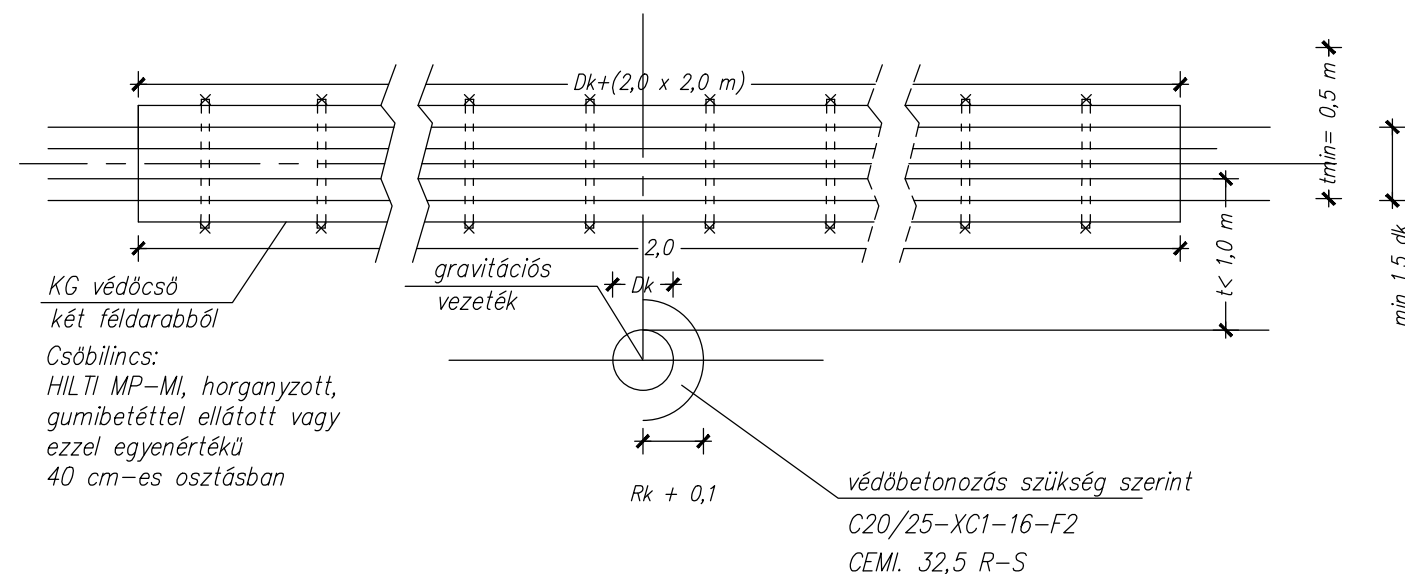 Dk+(2,0 x 2,0 m)
tmin= 0,5 m
t< 1,0 m
min 1,5 dk
2,0
KG védőcső
két féldarabból
gravitációs
vezeték
Dk
Csőbilincs:
HILTI MP-MI, horganyzott,
gumibetéttel ellátott vagy
ezzel egyenértékű
40 cm-es osztásban
Rk + 0,1
védőbetonozás szükség szerint
C20/25-XC1-16-F2
CEMI. 32,5 R-S